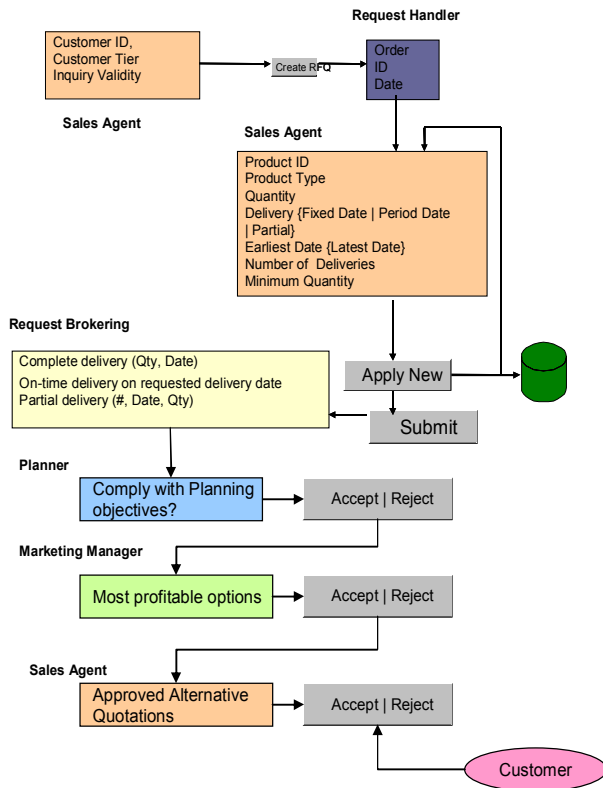 Request Handler
Customer ID,
Customer Tier
Inquiry Validity
Create RFQ
Order
ID
Date
Sales Agent
Sales Agent
Product ID
Product Type
Quantity
Delivery {Fixed Date | Period Date
| Partial}
Earliest Date {Latest Date}
Number of Deliveries
Minimum Quantity
Request Brokering
Complete delivery (Qty, Date)
On-time delivery on requested delivery date
Partial delivery (#, Date, Qty)
Apply New
Submit
Planner
Comply with Planning
objectives?
Accept | Reject
Marketing Manager
Most profitable options
Accept | Reject
Sales Agent
Approved Alternative
Quotations
Accept | Reject
Customer